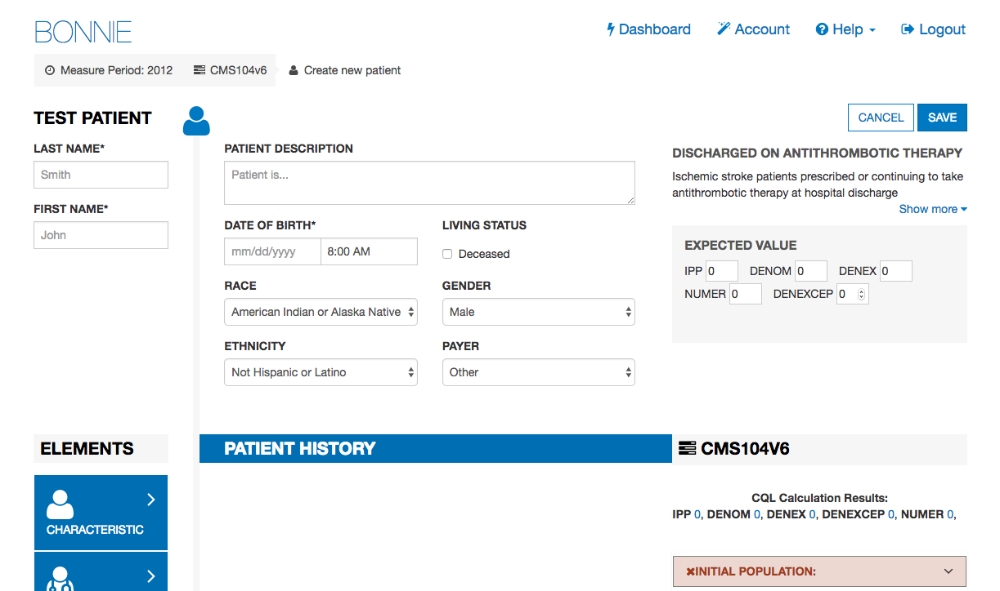 BONNIE
Dashboard Account Help Logout
Measure Period: 2012 CMS104v6 Create new patient
TEST PATIENT
CANCEL SAVE
LAST NAME*
Smith
FIRST NAME*
John
PATIENT DESCRIPTION
Patient is...
DATE OF BIRTH*
mm/dd/yyyy 8:00 AM
LIVING STATUS
Deceased
RACE
American Indian or Alaska Native
GENDER
Male
ETHNICITY
Not Hispanic or Latino
PAYER
Other
DISCHARGED ON ANTITHROMBOTIC THERAPY
Ischemic stroke patients prescribed or continuing to take
antithrombotic therapy at hospital discharge
Show more
EXPECTED VALUE
IPP 0 DENOM 0 DENEX 0
NUMER 0 DENEXCEP 0
ELEMENTS
CHARACTERISTIC
PATIENT HISTORY
CMS104V6
CQL Calculation Results:
IPP 0, DENOM 0, DENEX 0, DENEXCEP 0, NUMER 0,
INITIAL POPULATION: